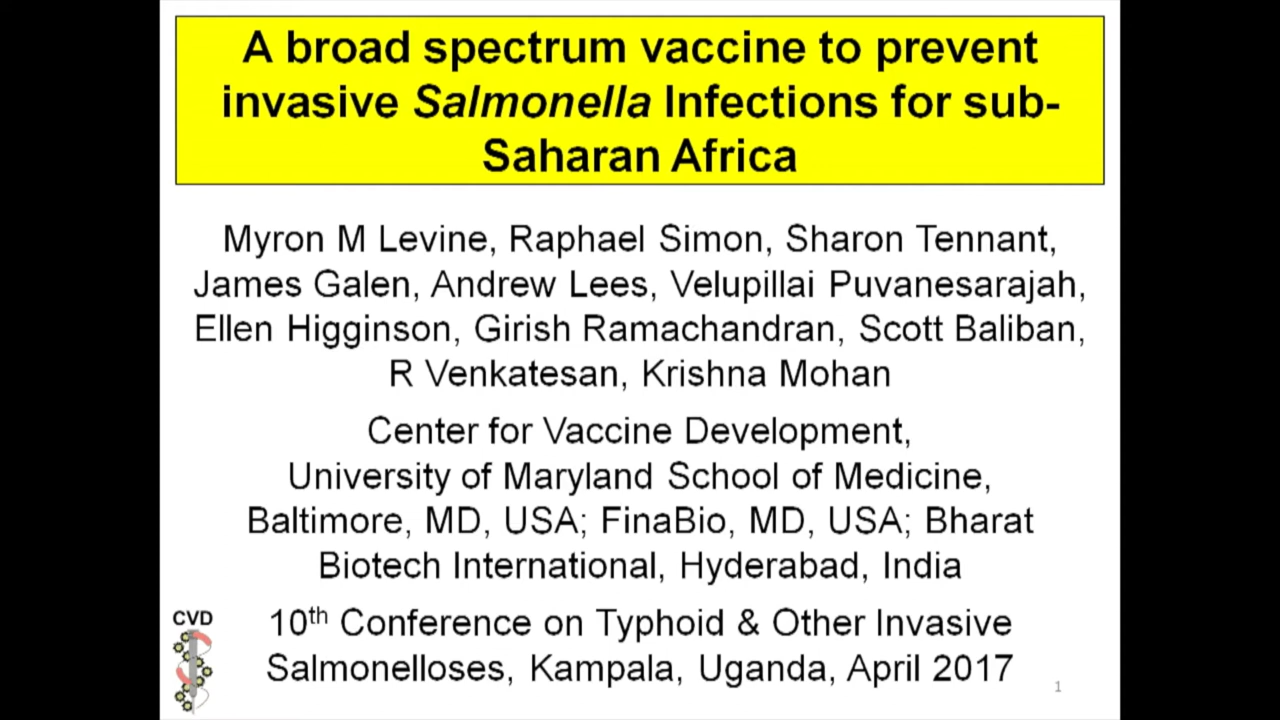 A broad spectrum vaccine to prevent
invasive Salmonella Infections for sub-
Saharan Africa
Myron M Levine, Raphael Simon, Sharon Tennant,
James Galen, Andrew Lees, Velupillai Puvanesarajah,
Ellen Higginson, Girish Ramachandran, Scott Baliban,
R Venkatesan, Krishna Mohan
Center for Vaccine Development,
University of Maryland School of Medicine,
Baltimore, MD, USA; FinaBio, MD, USA; Bharat
Biotech International, Hyderabad, India
CVD
10th Conference on Typhoid & Other Invasive
Salmonelloses, Kampala, Uganda, April 2017
1